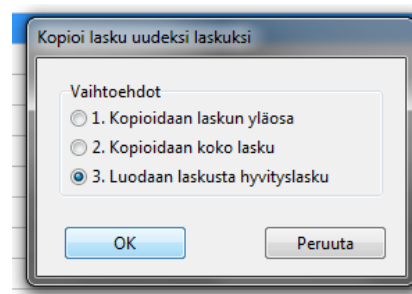 Kopioi lasku uudeksi laskuksi
Vaihtoehdot
1. Kopioidaan laskun yläosa
2. Kopioidaan koko lasku
3. Luodaan laskusta hyvityslasku
OK
Peruuta